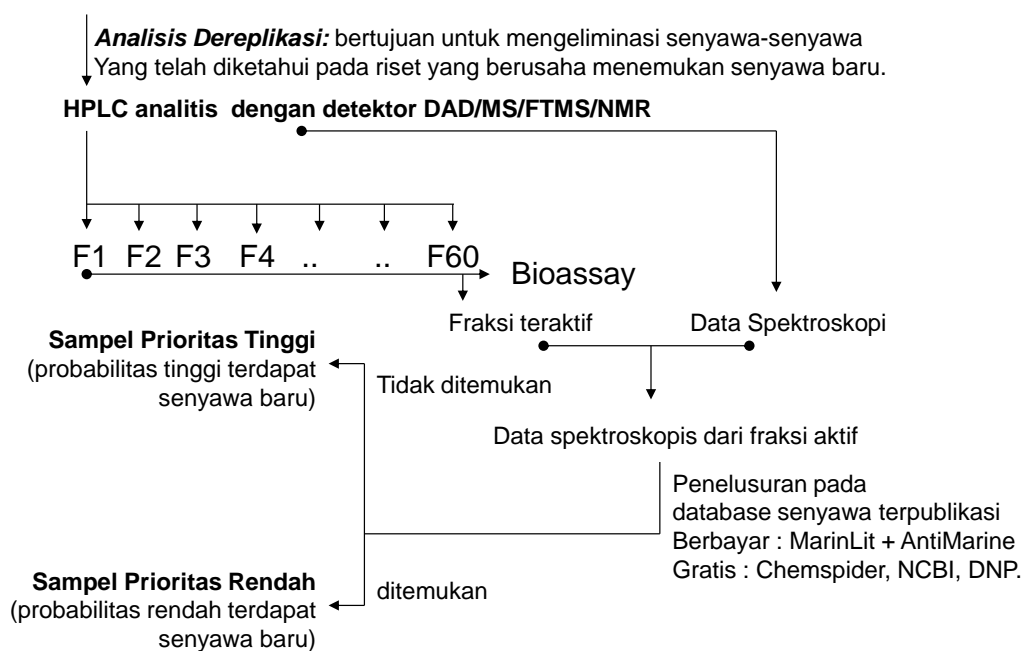 Analisis Dereplikasi: bertujuan untuk mengeliminasi senyawa-senyawa
Yang telah diketahui pada riset yang berusaha menemukan senyawa baru.
HPLC analitis dengan detektor DAD/MS/FTMS/NMR
F1 F2 F3 F4 .. .. F60
Bioassay
Fraksi teraktif
Data Spektroskopi
Sampel Prioritas Tinggi
(probabilitas tinggi terdapat
senyawa baru)
Tidak ditemukan
Data spektroskopis dari fraksi aktif
Penelusuran pada
database senyawa terpublikasi
Berbayar : MarinLit + AntiMarine
Gratis : Chemspider, NCBI, DNP.
Sampel Prioritas Rendah
(probabilitas rendah terdapat
senyawa baru)
ditemukan